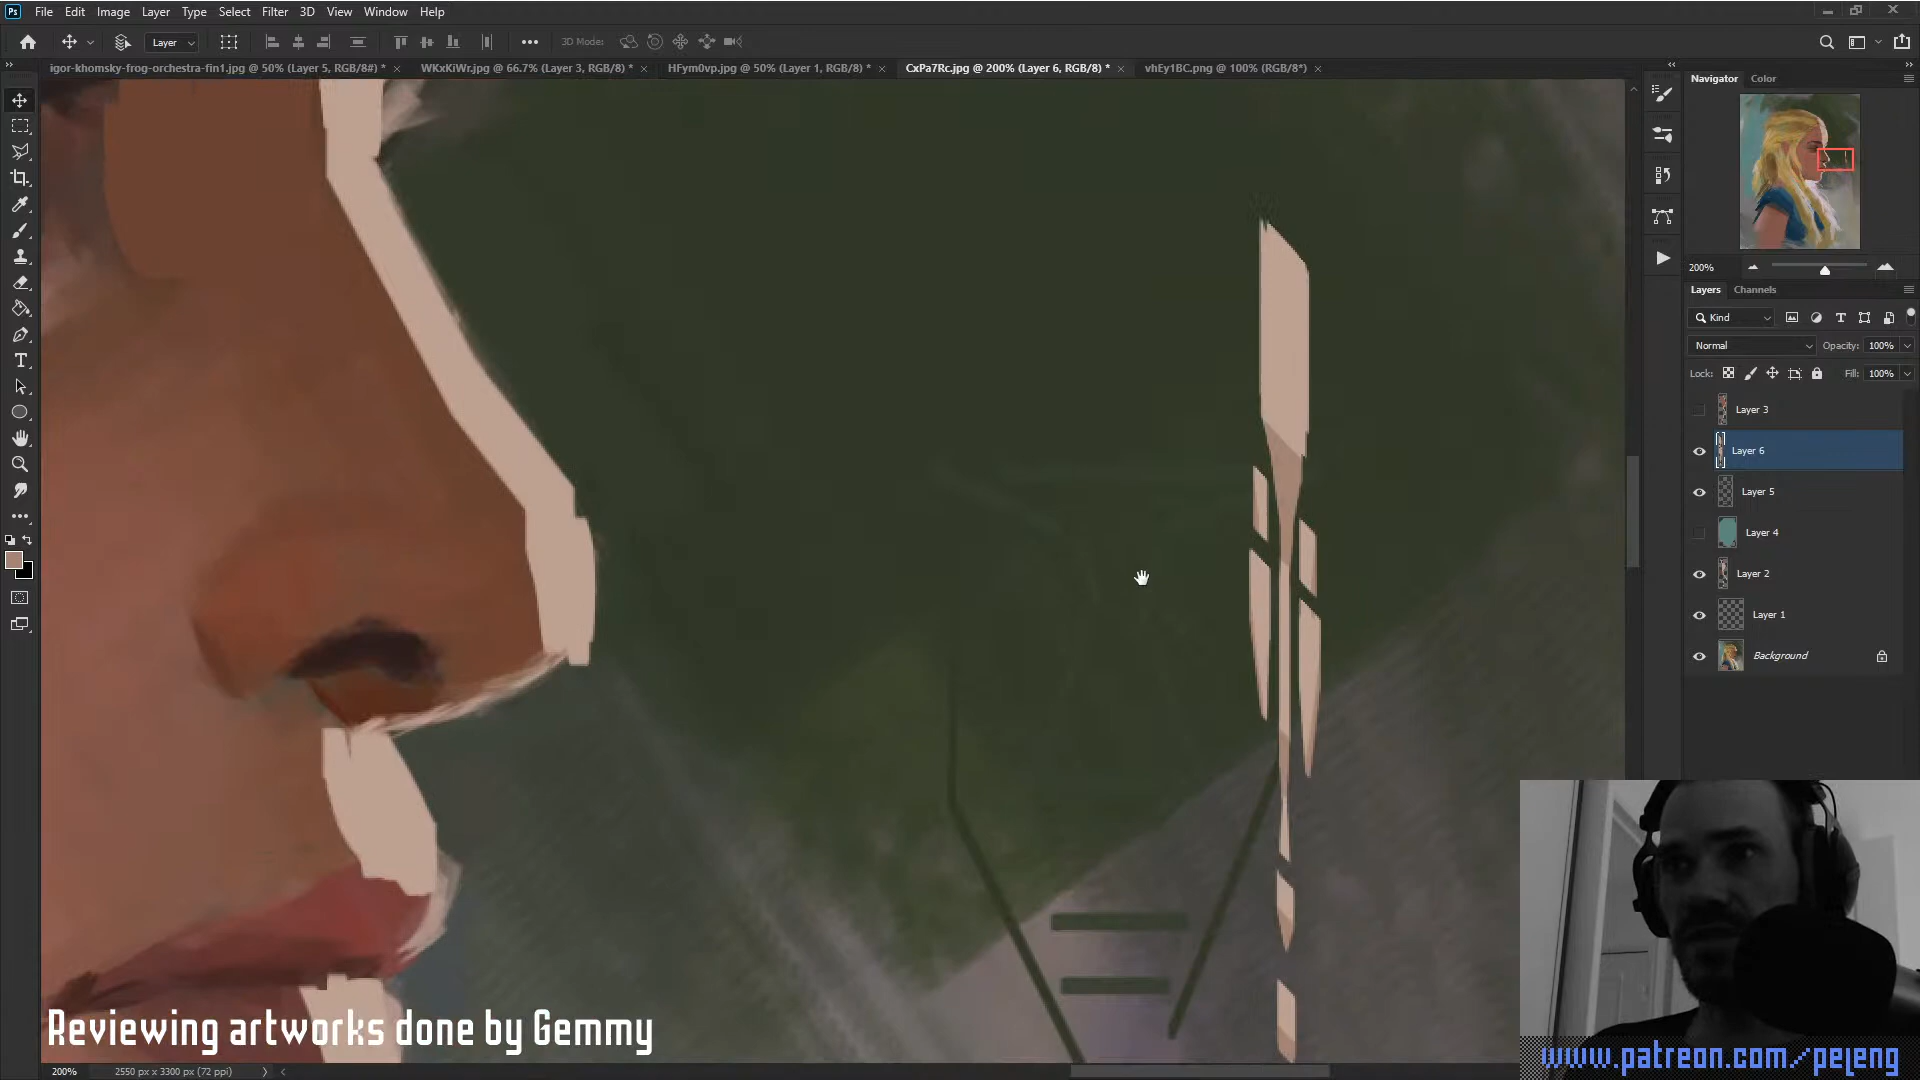 Ps File Edit Image Layer Type Select Filter 3D View Window Help
Layer 3D Mode:
igor-khomsky-frog-orchestra-fin1.jpg @ 50% (Layer 5, RGB/8#) * × WKxKiWr.jpg @ 66.7% (Layer 3, RGB/8) * × HFym0vp.jpg @ 50% (Layer 1, RGB/8) * × CxPa7Rc.jpg @ 200% (Layer 6, RGB/8) * × vhEy1BC.png @ 100% (RGB/8*) ×
Navigator Color
200%
Layers Channels
Kind
Normal Opacity: 100%
Lock: Fill: 100%
Layer 3
Layer 6
Layer 5
Layer 4
Layer 2
Layer 1
Background
Reviewing artworks done by Gemmy
www.patreon.com/peleng
200% 2550 px x 3300 px (72 ppi)